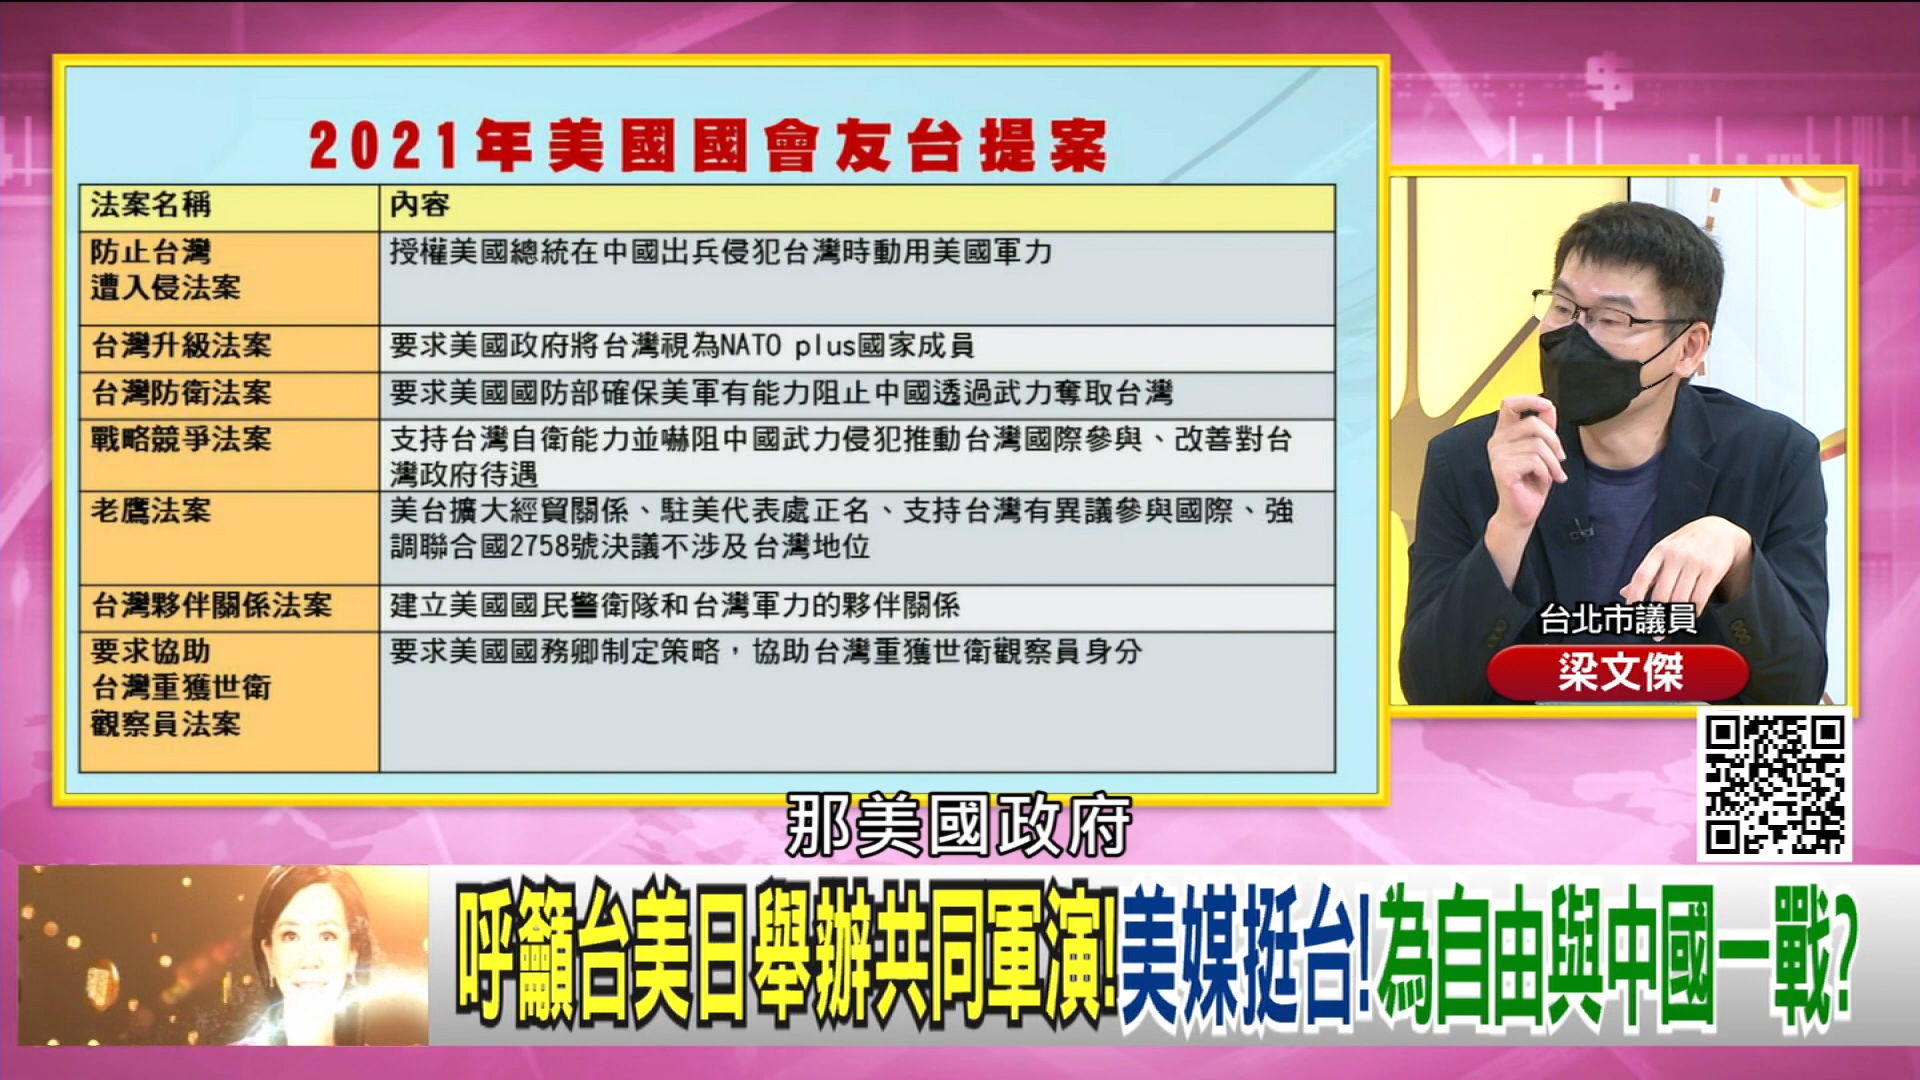 2021年美國國會友台提案
法案名稱
內容
防止台灣
遭入侵法案
授權美國總統在中國出兵侵犯台灣時動用美國軍力
台灣升級法案
要求美國政府將台灣視為NATO plus國家成員
台灣防衛法案
要求美國國防部確保美軍有能力阻止中國透過武力奪取台灣
戰略競爭法案
支持台灣自衛能力並嚇阻中國武力侵犯推動台灣國際參與、改善對台
灣政府待遇
老鷹法案
美台擴大經貿關係、駐美代表處正名、支持台灣有異議參與國際、強
調聯合國2758號決議不涉及台灣地位
台灣夥伴關係法案
建立美國國民警衛隊和台灣軍力的夥伴關係
要求協助
台灣重獲世衛
觀察員法案
要求美國國務卿制定策略，協助台灣重獲世衛觀察員身分
台北市議員
梁文傑
那美國政府
呼籲台美日舉辦共同軍演!美媒挺台!為自由與中國一戰?